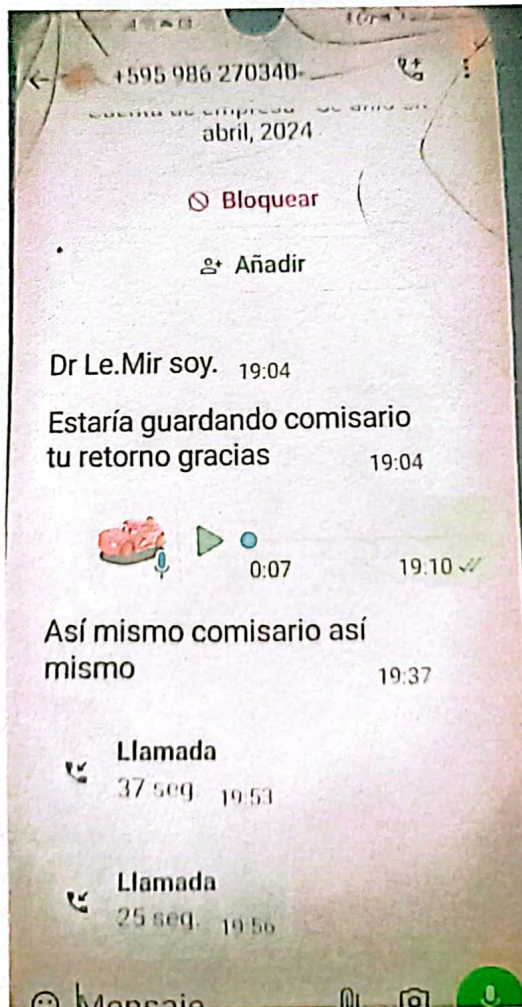 +595 986 270340
abril, 2024
Bloquear
Añadir
Dr Le.Mir soy. 19:04
Estaría guardando comisario
tu retorno gracias 19:04
0:07 19:10
Así mismo comisario así
mismo 19:37
Llamada
37 seg. 19:53
Llamada
25 seg. 19:56
Mensaje